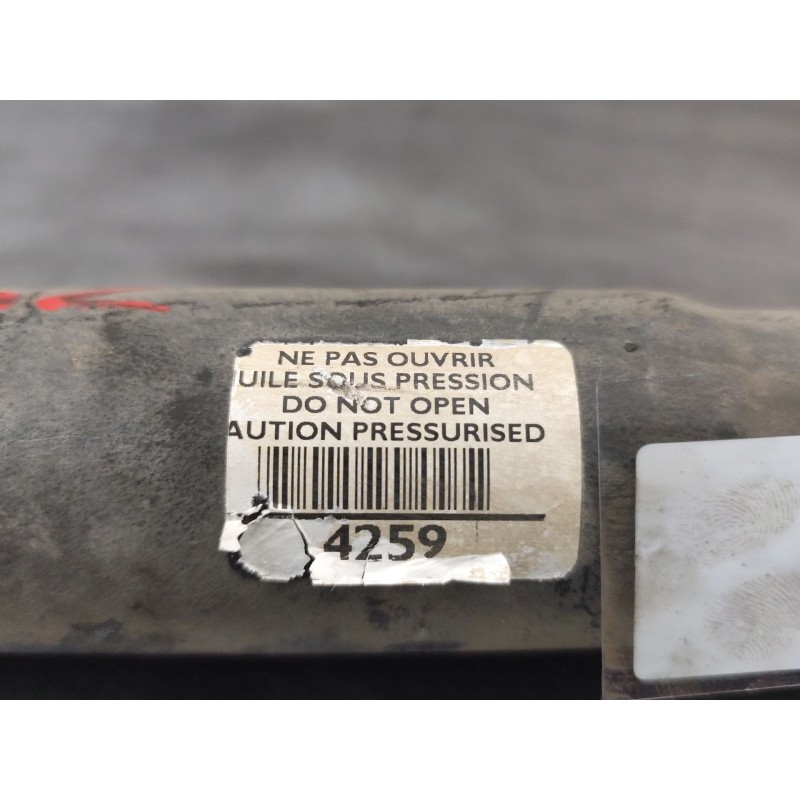 NE PAS OUVRIR
UILE SOUS PRESSION
DO NOT OPEN
AUTION PRESSURISED
4259